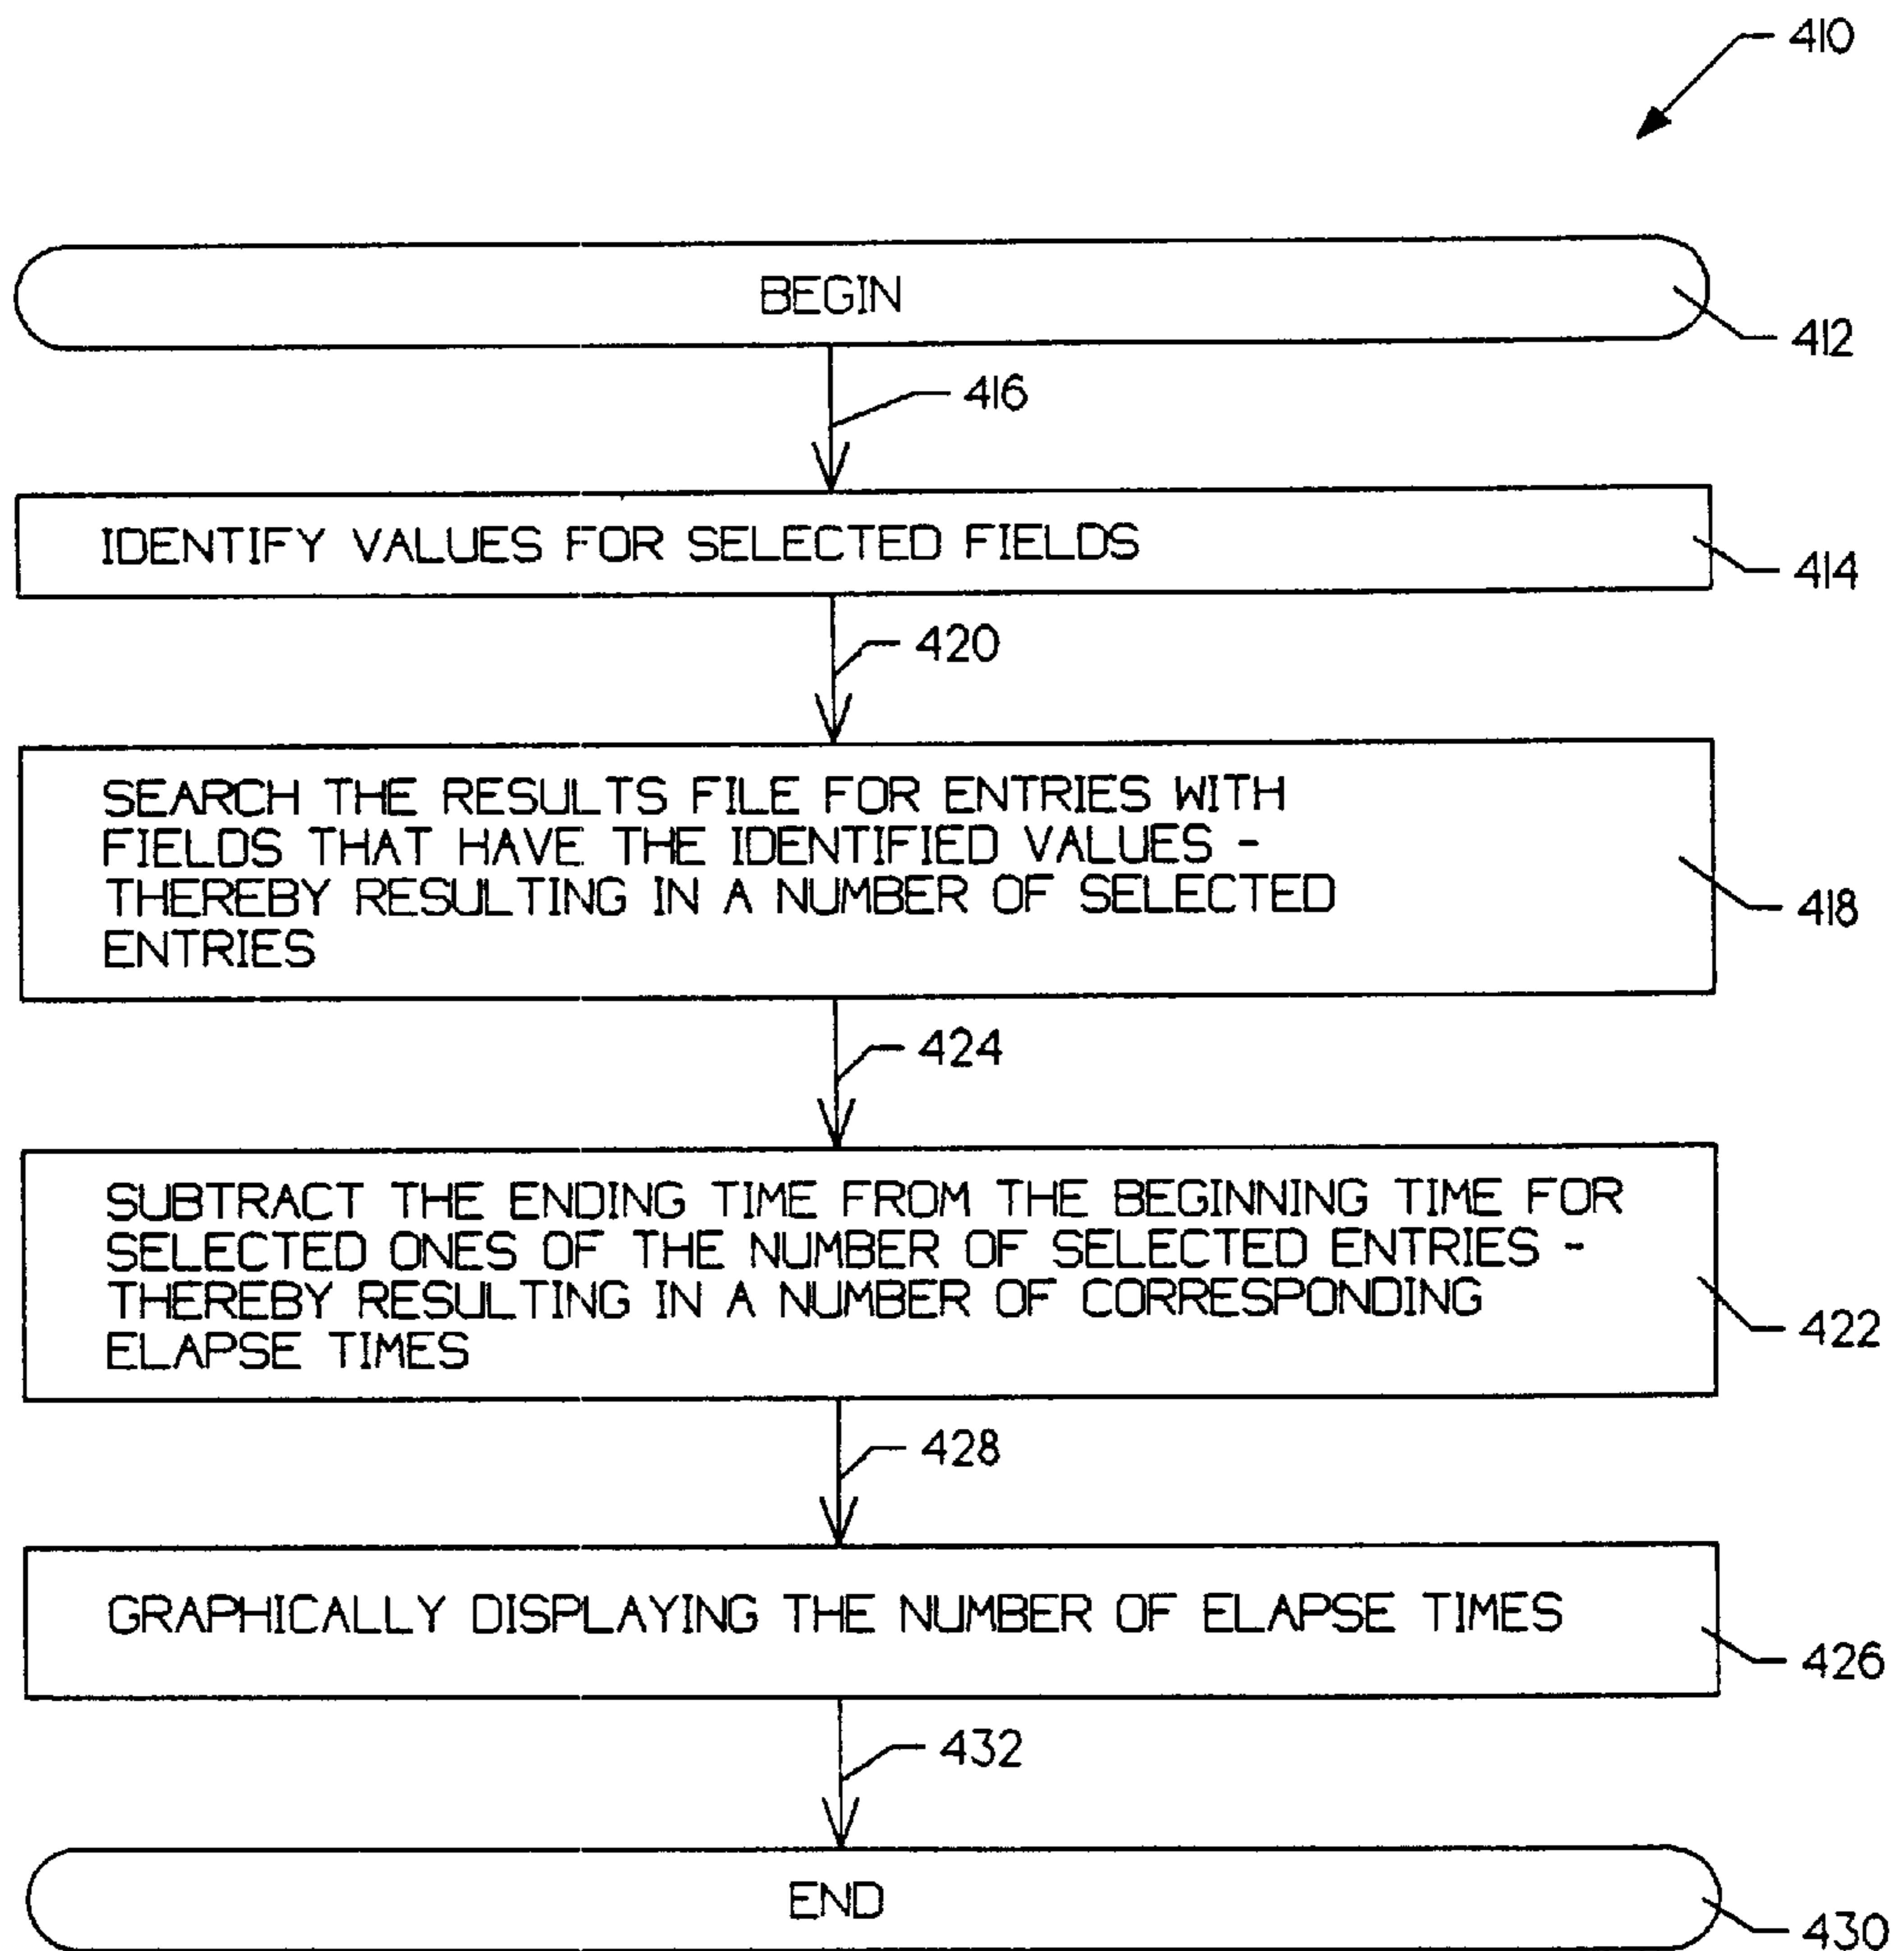 410
BEGIN
412
416
IDENTIFY VALUES FOR SELECTED FIELDS
414
420
SEARCH THE RESULTS FILE FOR ENTRIES WITH
FIELDS THAT HAVE THE IDENTIFIED VALUES -
THEREBY RESULTING IN A NUMBER OF SELECTED
ENTRIES
418
424
SUBTRACT THE ENDING TIME FROM THE BEGINNING TIME FOR
SELECTED ONES OF THE NUMBER OF SELECTED ENTRIES -
THEREBY RESULTING IN A NUMBER OF CORRESPONDING
ELAPSE TIMES
422
428
GRAPHICALLY DISPLAYING THE NUMBER OF ELAPSE TIMES
426
432
END
430